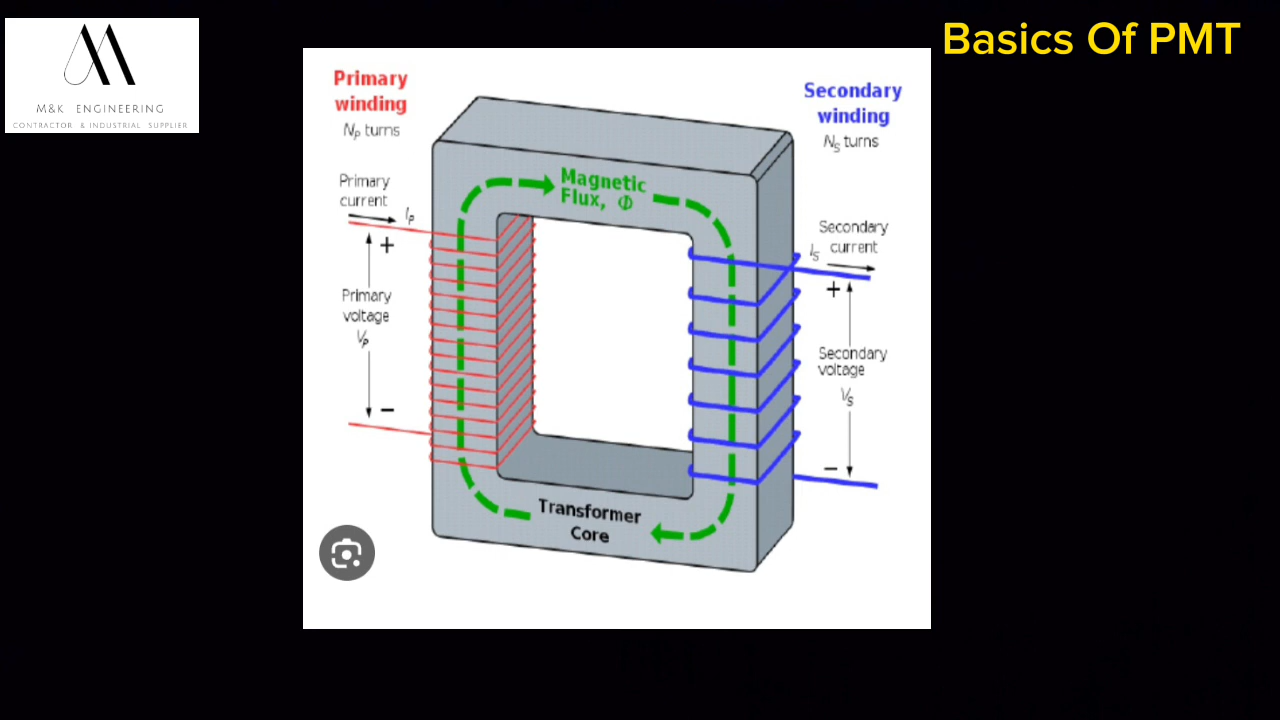 M&K ENGINEERING
CONTRACTOR & INDUSTRIAL SUPPLIER
Basics Of PMT
Primary
winding
Nₚ turns
Primary
current
Iₚ
+
Primary
voltage
Vₚ
−
Magnetic
Flux, Φ
Transformer
Core
Secondary
winding
Nₛ turns
Secondary
current
Iₛ
+
Secondary
voltage
Vₛ
−